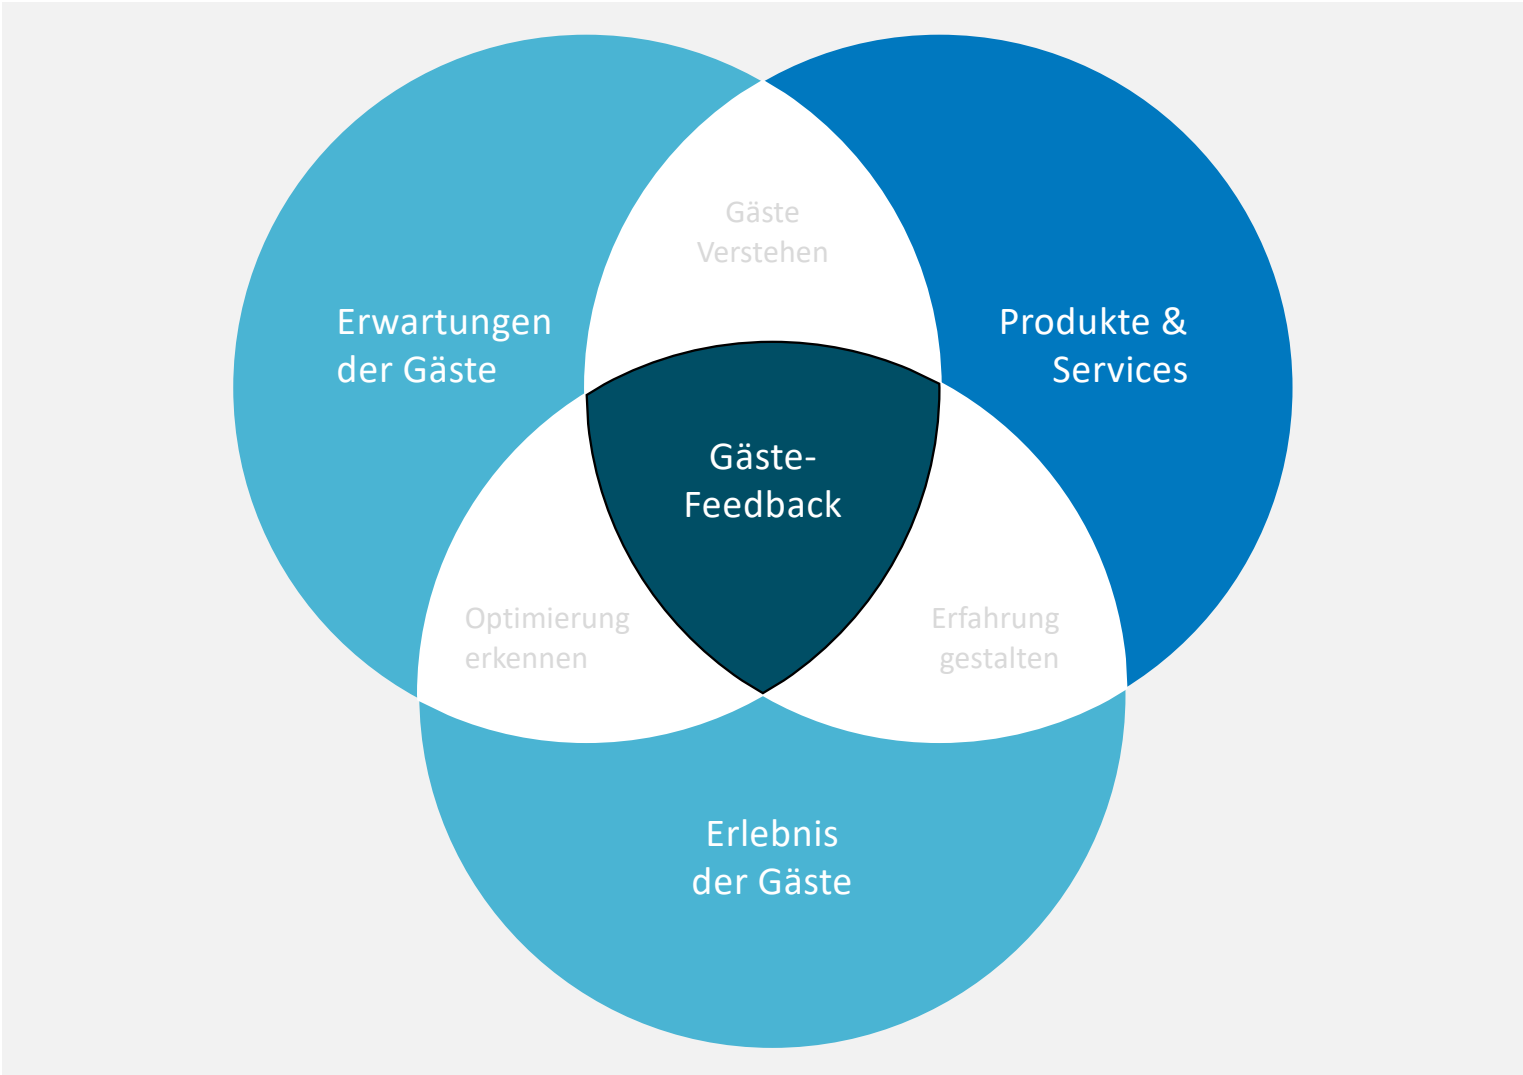 Gäste
Verstehen
Erwartungen
der Gäste
Produkte &
Services
Gäste-
Feedback
Optimierung
erkennen
Erfahrung
gestalten
Erlebnis
der Gäste